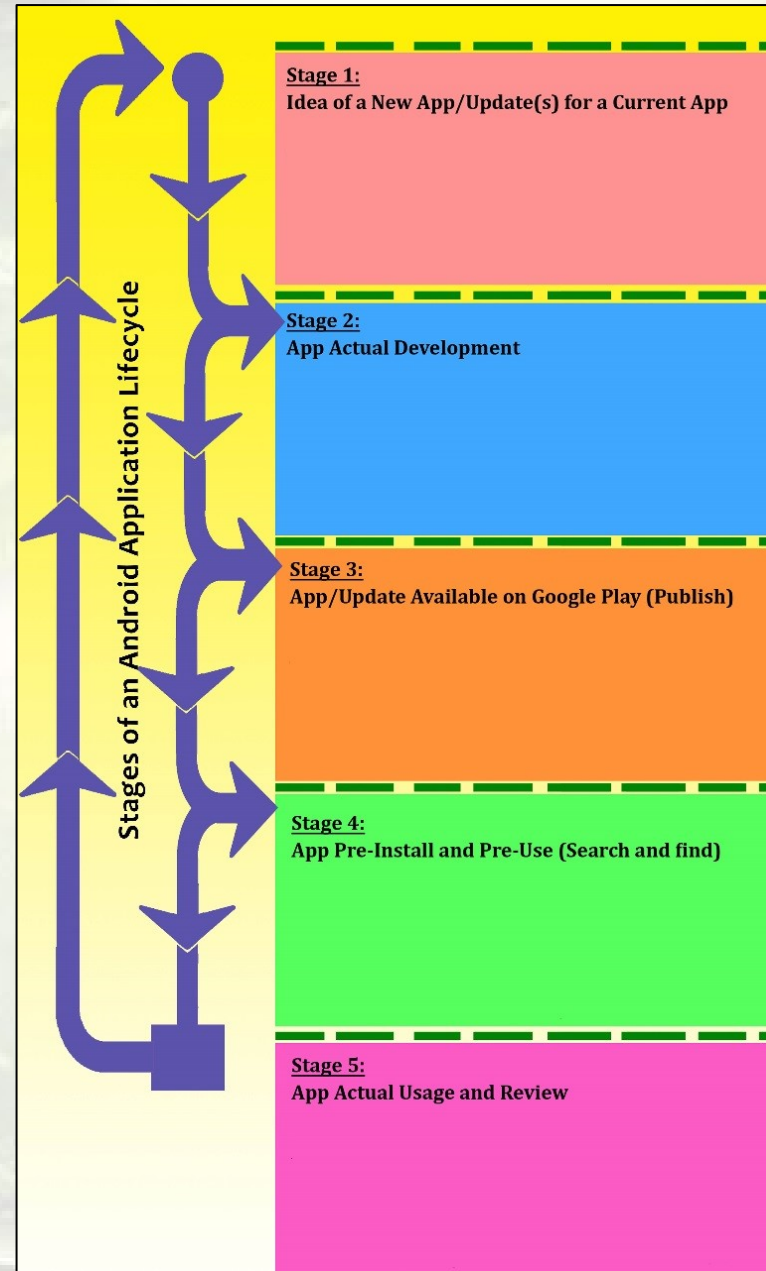 Stages of an Android Application Lifecycle
Stage 1:
Idea of a New App/Update(s) for a Current App
Stage 2:
App Actual Development
Stage 3:
App/Update Available on Google Play (Publish)
Stage 4:
App Pre-Install and Pre-Use (Search and find)
Stage 5:
App Actual Usage and Review